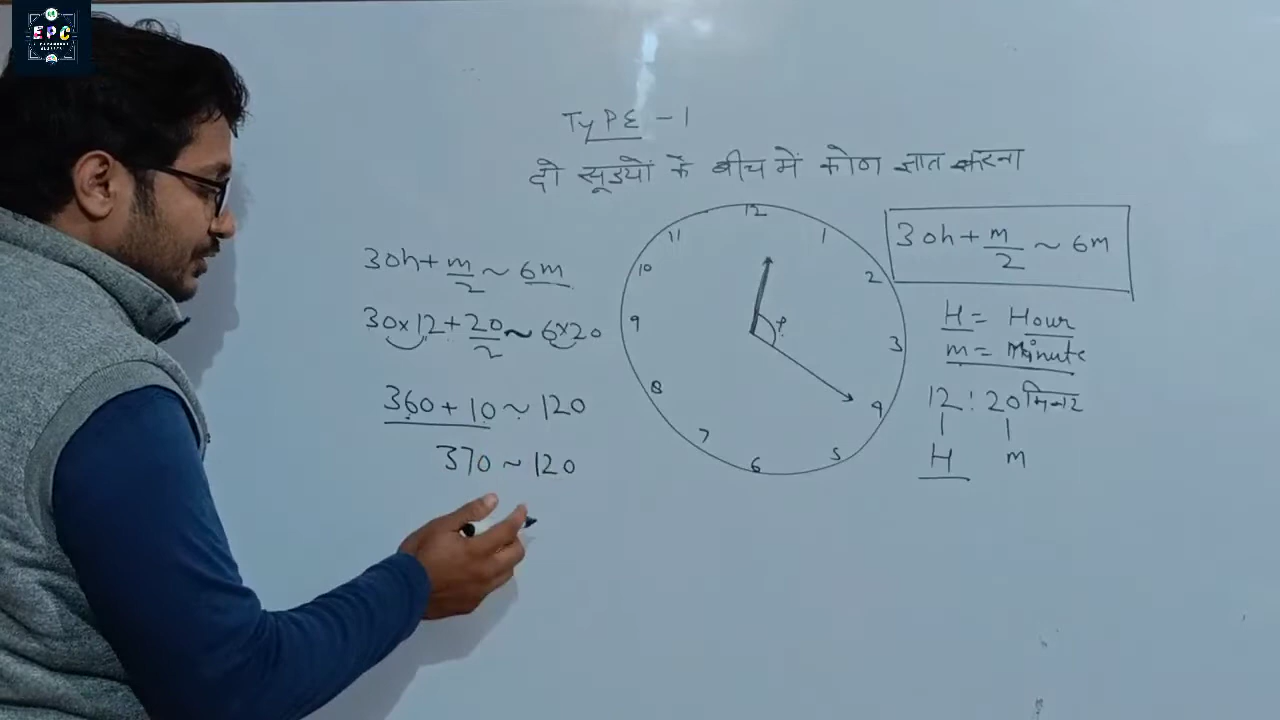 EPC
TyPE - 1
दो सूइयों के बीच में कोण ज्ञात करना
30h + m/2 ~ 6m
30×12 + 20/2 ~ 6×20
360 + 10 ~ 120
370 ~ 120
12
1
2
3
4
5
6
7
8
9
10
11
30h + m/2 ~ 6m
H = Hour
m = Minute
12 : 20 मिनट
H m